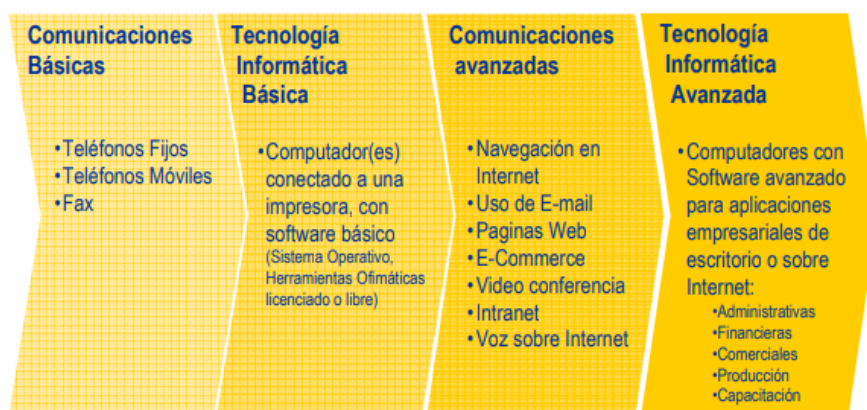 Comunicaciones
Básicas
•Teléfonos Fijos
•Teléfonos Móviles
•Fax
Tecnología
Informática
Básica
•Computador(es)
conectado a una
impresora, con
software básico
(Sistema Operativo,
Herramientas Ofimáticas
licenciado o libre)
Comunicaciones
avanzadas
•Navegación en
Internet
•Uso de E-mail
•Paginas Web
•E-Commerce
•Video conferencia
•Intranet
•Voz sobre Internet
Tecnología
Informática
Avanzada
•Computadores con
Software avanzado
para aplicaciones
empresariales de
escritorio o sobre
Internet:
•Administrativas
•Financieras
•Comerciales
•Producción
•Capacitación